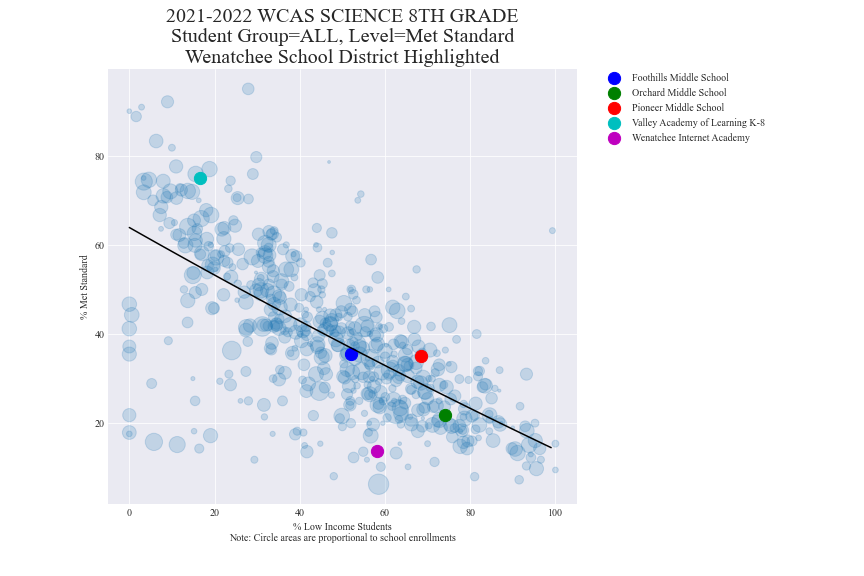 2021-2022 WCAS SCIENCE 8TH GRADE
Student Group=ALL, Level=Met Standard
Wenatchee School District Highlighted
Foothills Middle School
Orchard Middle School
Pioneer Middle School
Valley Academy of Learning K-8
Wenatchee Internet Academy
% Met Standard
80
60
40
20
0 20 40 60 80 100
% Low Income Students
Note: Circle areas are proportional to school enrollments